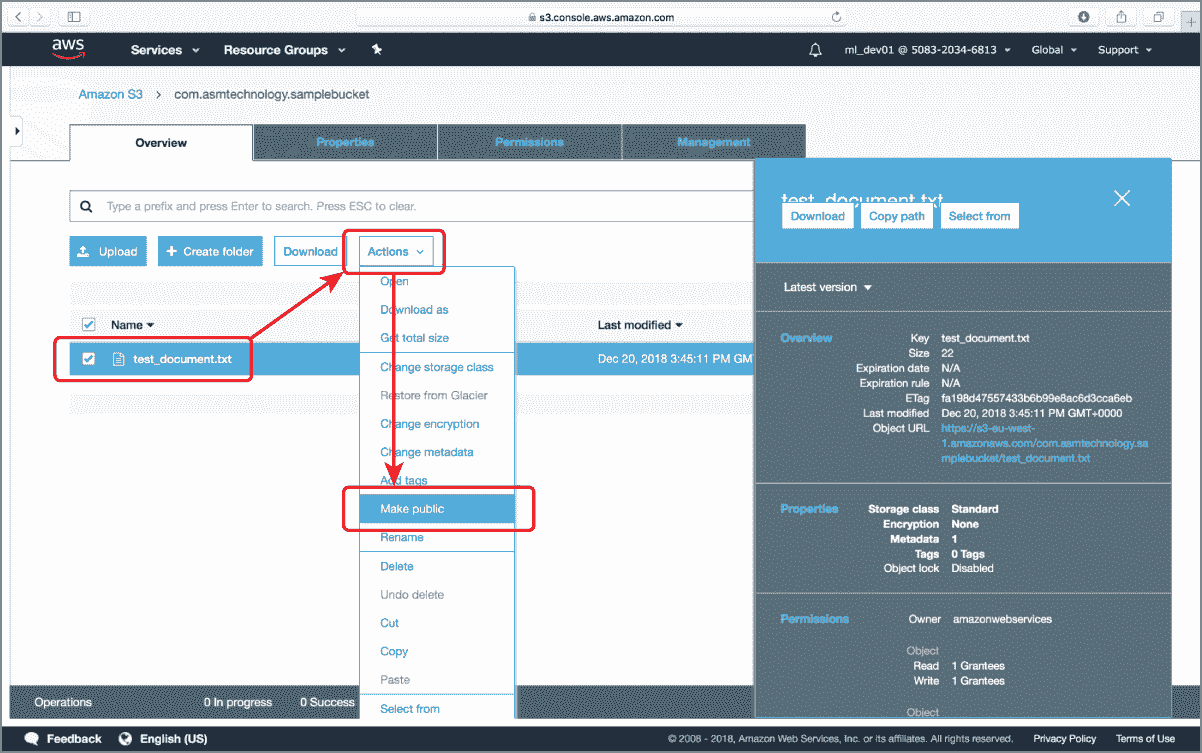 s3.console.aws.amazon.com
aws Services Resource Groups ml_dev01 @ 5083-2034-6813 Global Support
Amazon S3 > com.asmtechnology.samplebucket
Overview Properties Permissions Management
test_document.txt
Download Copy path Select from
Type a prefix and press Enter to search. Press ESC to clear.
Upload + Create folder Download Actions
Latest version
Name Last modified
test_document.txt Dec 20, 2018 3:45:11 PM GM
Open
Download as
Get total size
Change storage class
Restore from Glacier
Change encryption
Change metadata
Add tags
Make public
Rename
Delete
Undo delete
Cut
Copy
Paste
Select from
Overview
Key test_document.txt
Size 22
Expiration date N/A
Expiration rule N/A
ETag fa198d47557433b6b99e8ac6d3cca6eb
Last modified Dec 20, 2018 3:45:11 PM GMT+0000
Object URL https://s3-eu-west-
1.amazonaws.com/com.asmtechnology.sa
mplebucket/test_document.txt
Properties
Storage class Standard
Encryption None
Metadata 1
Tags 0 Tags
Object lock Disabled
Permissions
Owner amazonwebservices
Object
Read 1 Grantees
Write 1 Grantees
Object
Operations 0 In progress 0 Success
Feedback English (US) © 2008 - 2018, Amazon Web Services, Inc. or its affiliates. All rights reserved. Privacy Policy Terms of Use